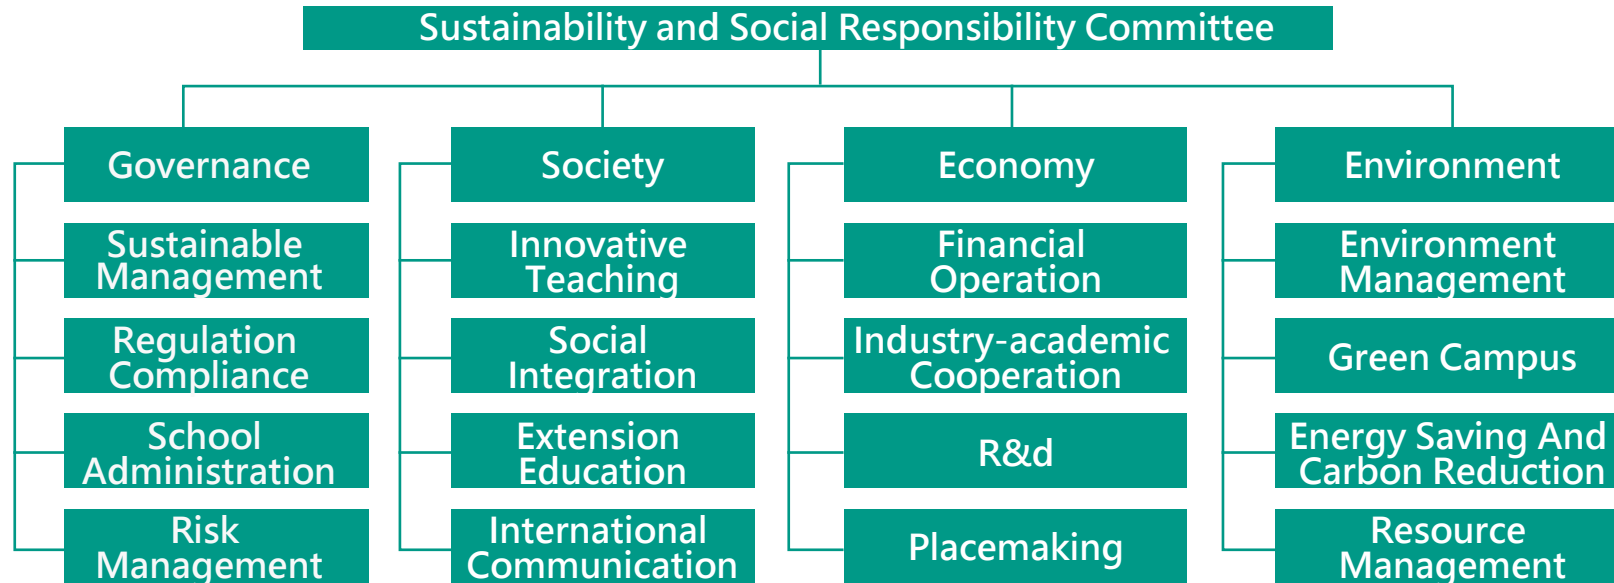 Sustainability and Social Responsibility Committee
Governance
Sustainable
Management
Regulation
Compliance
School
Administration
Risk
Management
Society
Innovative
Teaching
Social
Integration
Extension
Education
International
Communication
Economy
Financial
Operation
Industry-academic
Cooperation
R&d
Placemaking
Environment
Environment
Management
Green Campus
Energy Saving And
Carbon Reduction
Resource
Management